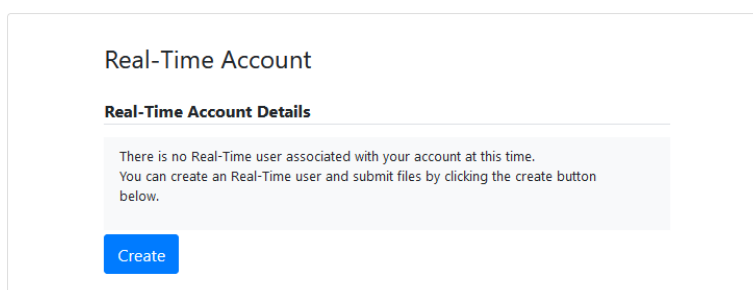 Real-Time Account
Real-Time Account Details
There is no Real-Time user associated with your account at this time.
You can create an Real-Time user and submit files by clicking the create button
below.
Create